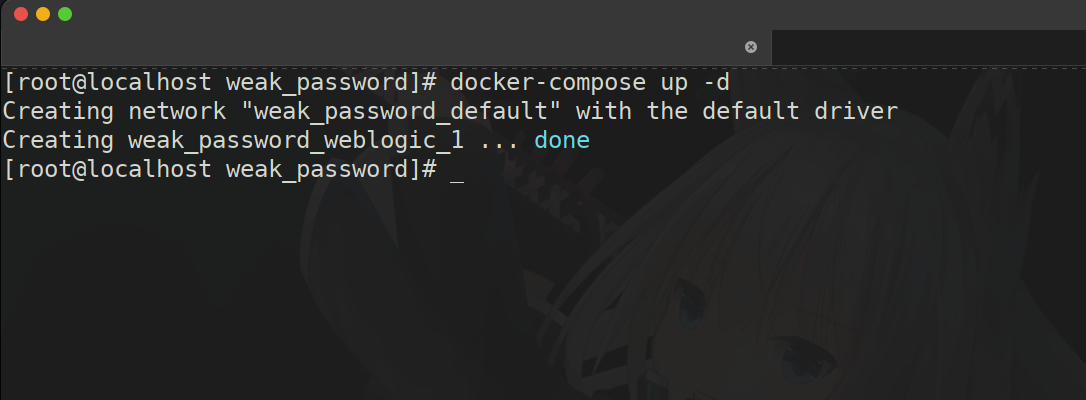 [root@localhost weak_password]# docker-compose up -d
Creating network "weak_password_default" with the default driver
Creating weak_password_weblogic_1 ... done
[root@localhost weak_password]# _